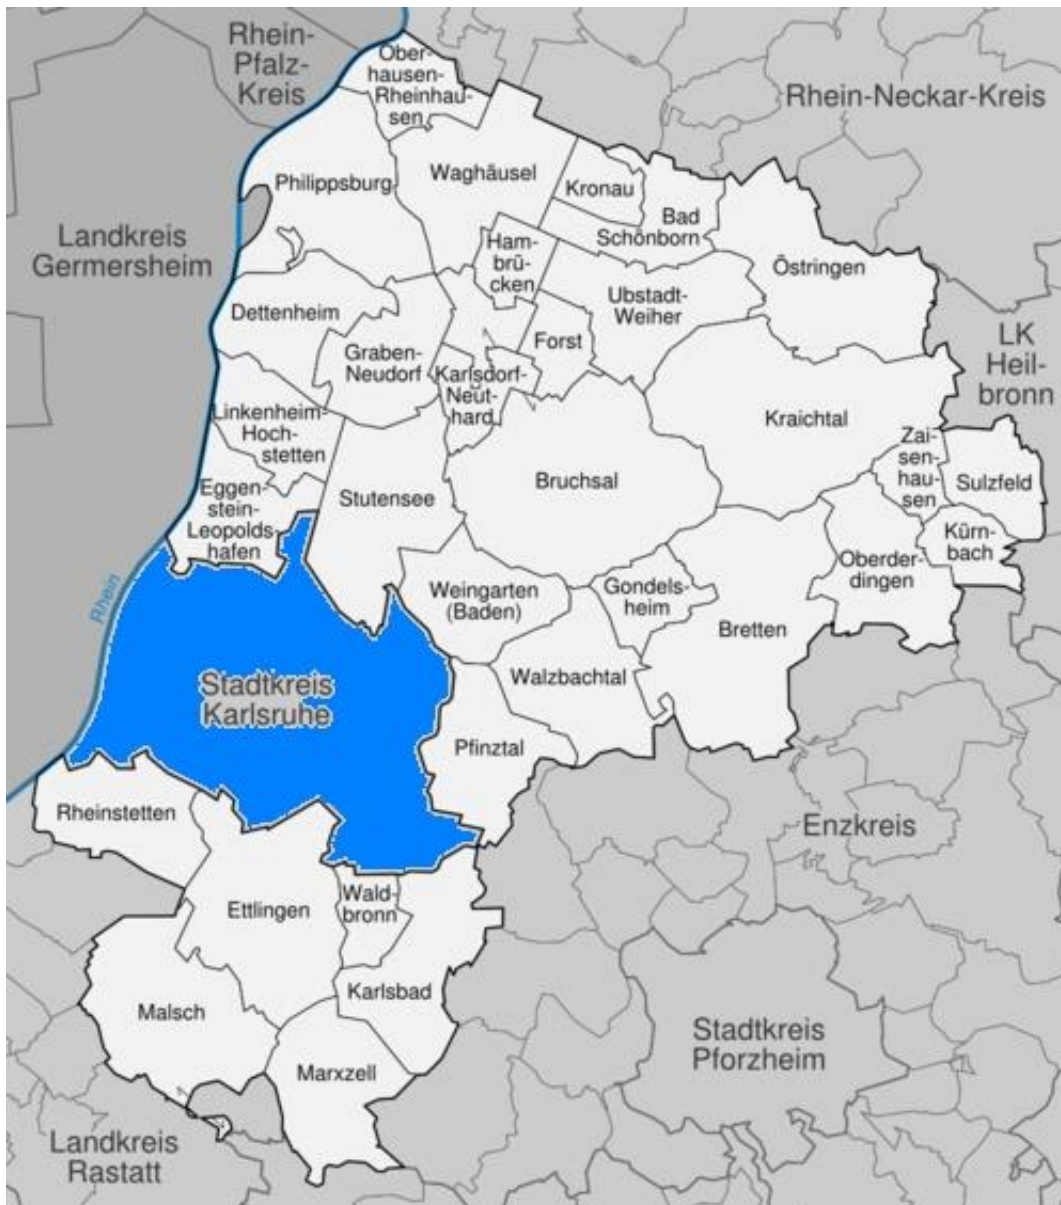 Rhein-
Pfalz-
Kreis
Ober-
hausen-
Rheinhau-
sen
Rhein-Neckar-Kreis
Philippsburg
Waghäusel
Kronau
Bad
Schönborn
Landkreis
Germersheim
Ham-
brü-
cken
Östringen
Dettenheim
Ubstadt-
Weiher
Graben-
Neudorf
Forst
LK
Heil-
bronn
Karlsdorf-
Neut-
hard
Linkenheim-
Hoch-
stetten
Kraichtal
Zai-
sen-
hau-
sen
Sulzfeld
Eggen-
stein-
Leopolds-
hafen
Stutensee
Bruchsal
Kürn-
bach
Oberder-
dingen
Weingarten
(Baden)
Gondels-
heim
Bretten
Rhein
Walzbachtal
Stadtkreis
Karlsruhe
Pfinztal
Rheinstetten
Enzkreis
Ettlingen
Wald-
bronn
Karlsbad
Malsch
Stadtkreis
Pforzheim
Marxzell
Landkreis
Rastatt